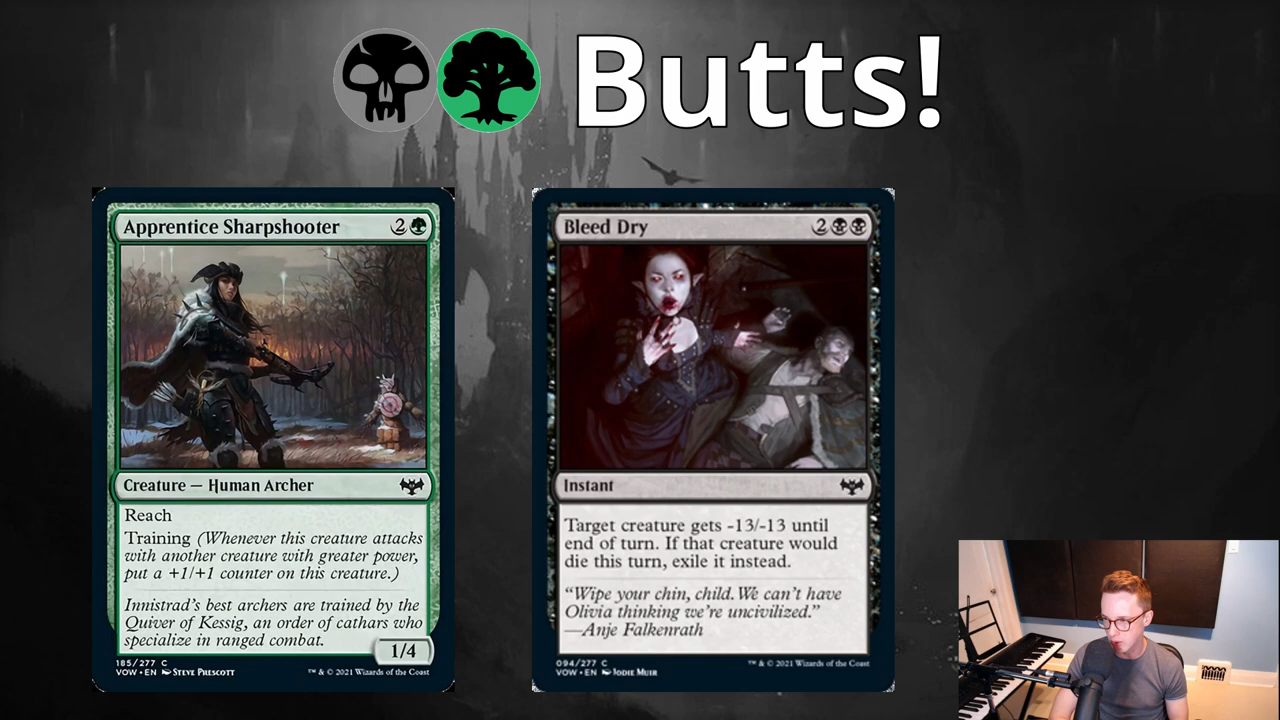 Butts!
Apprentice Sharpshooter 2
Creature — Human Archer
Reach
Training (Whenever this creature attacks
with another creature with greater power,
put a +1/+1 counter on this creature.)
Innistrad's best archers are trained by the
Quiver of Kessig, an order of cathars who
specialize in ranged combat.
1/4
185/277 C
VOW • EN STEVE PRESCOTT ™ & © 2021 Wizards of the Coast
Bleed Dry 2
Instant
Target creature gets -13/-13 until
end of turn. If that creature would
die this turn, exile it instead.
“Wipe your chin, child. We can't have
Olivia thinking we're uncivilized.”
—Anje Falkenrath
094/277 C
VOW • EN JODIE MUIR ™ & © 2021 Wizards of the Coast